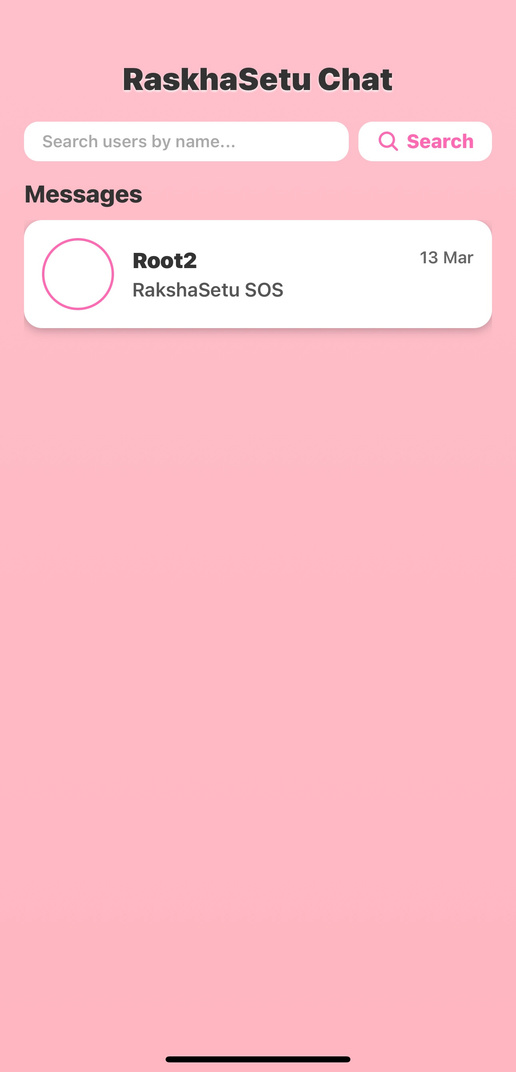 RaskhaSetu Chat
Search users by name...
Search
Messages
Root2
13 Mar
RakshaSetu SOS